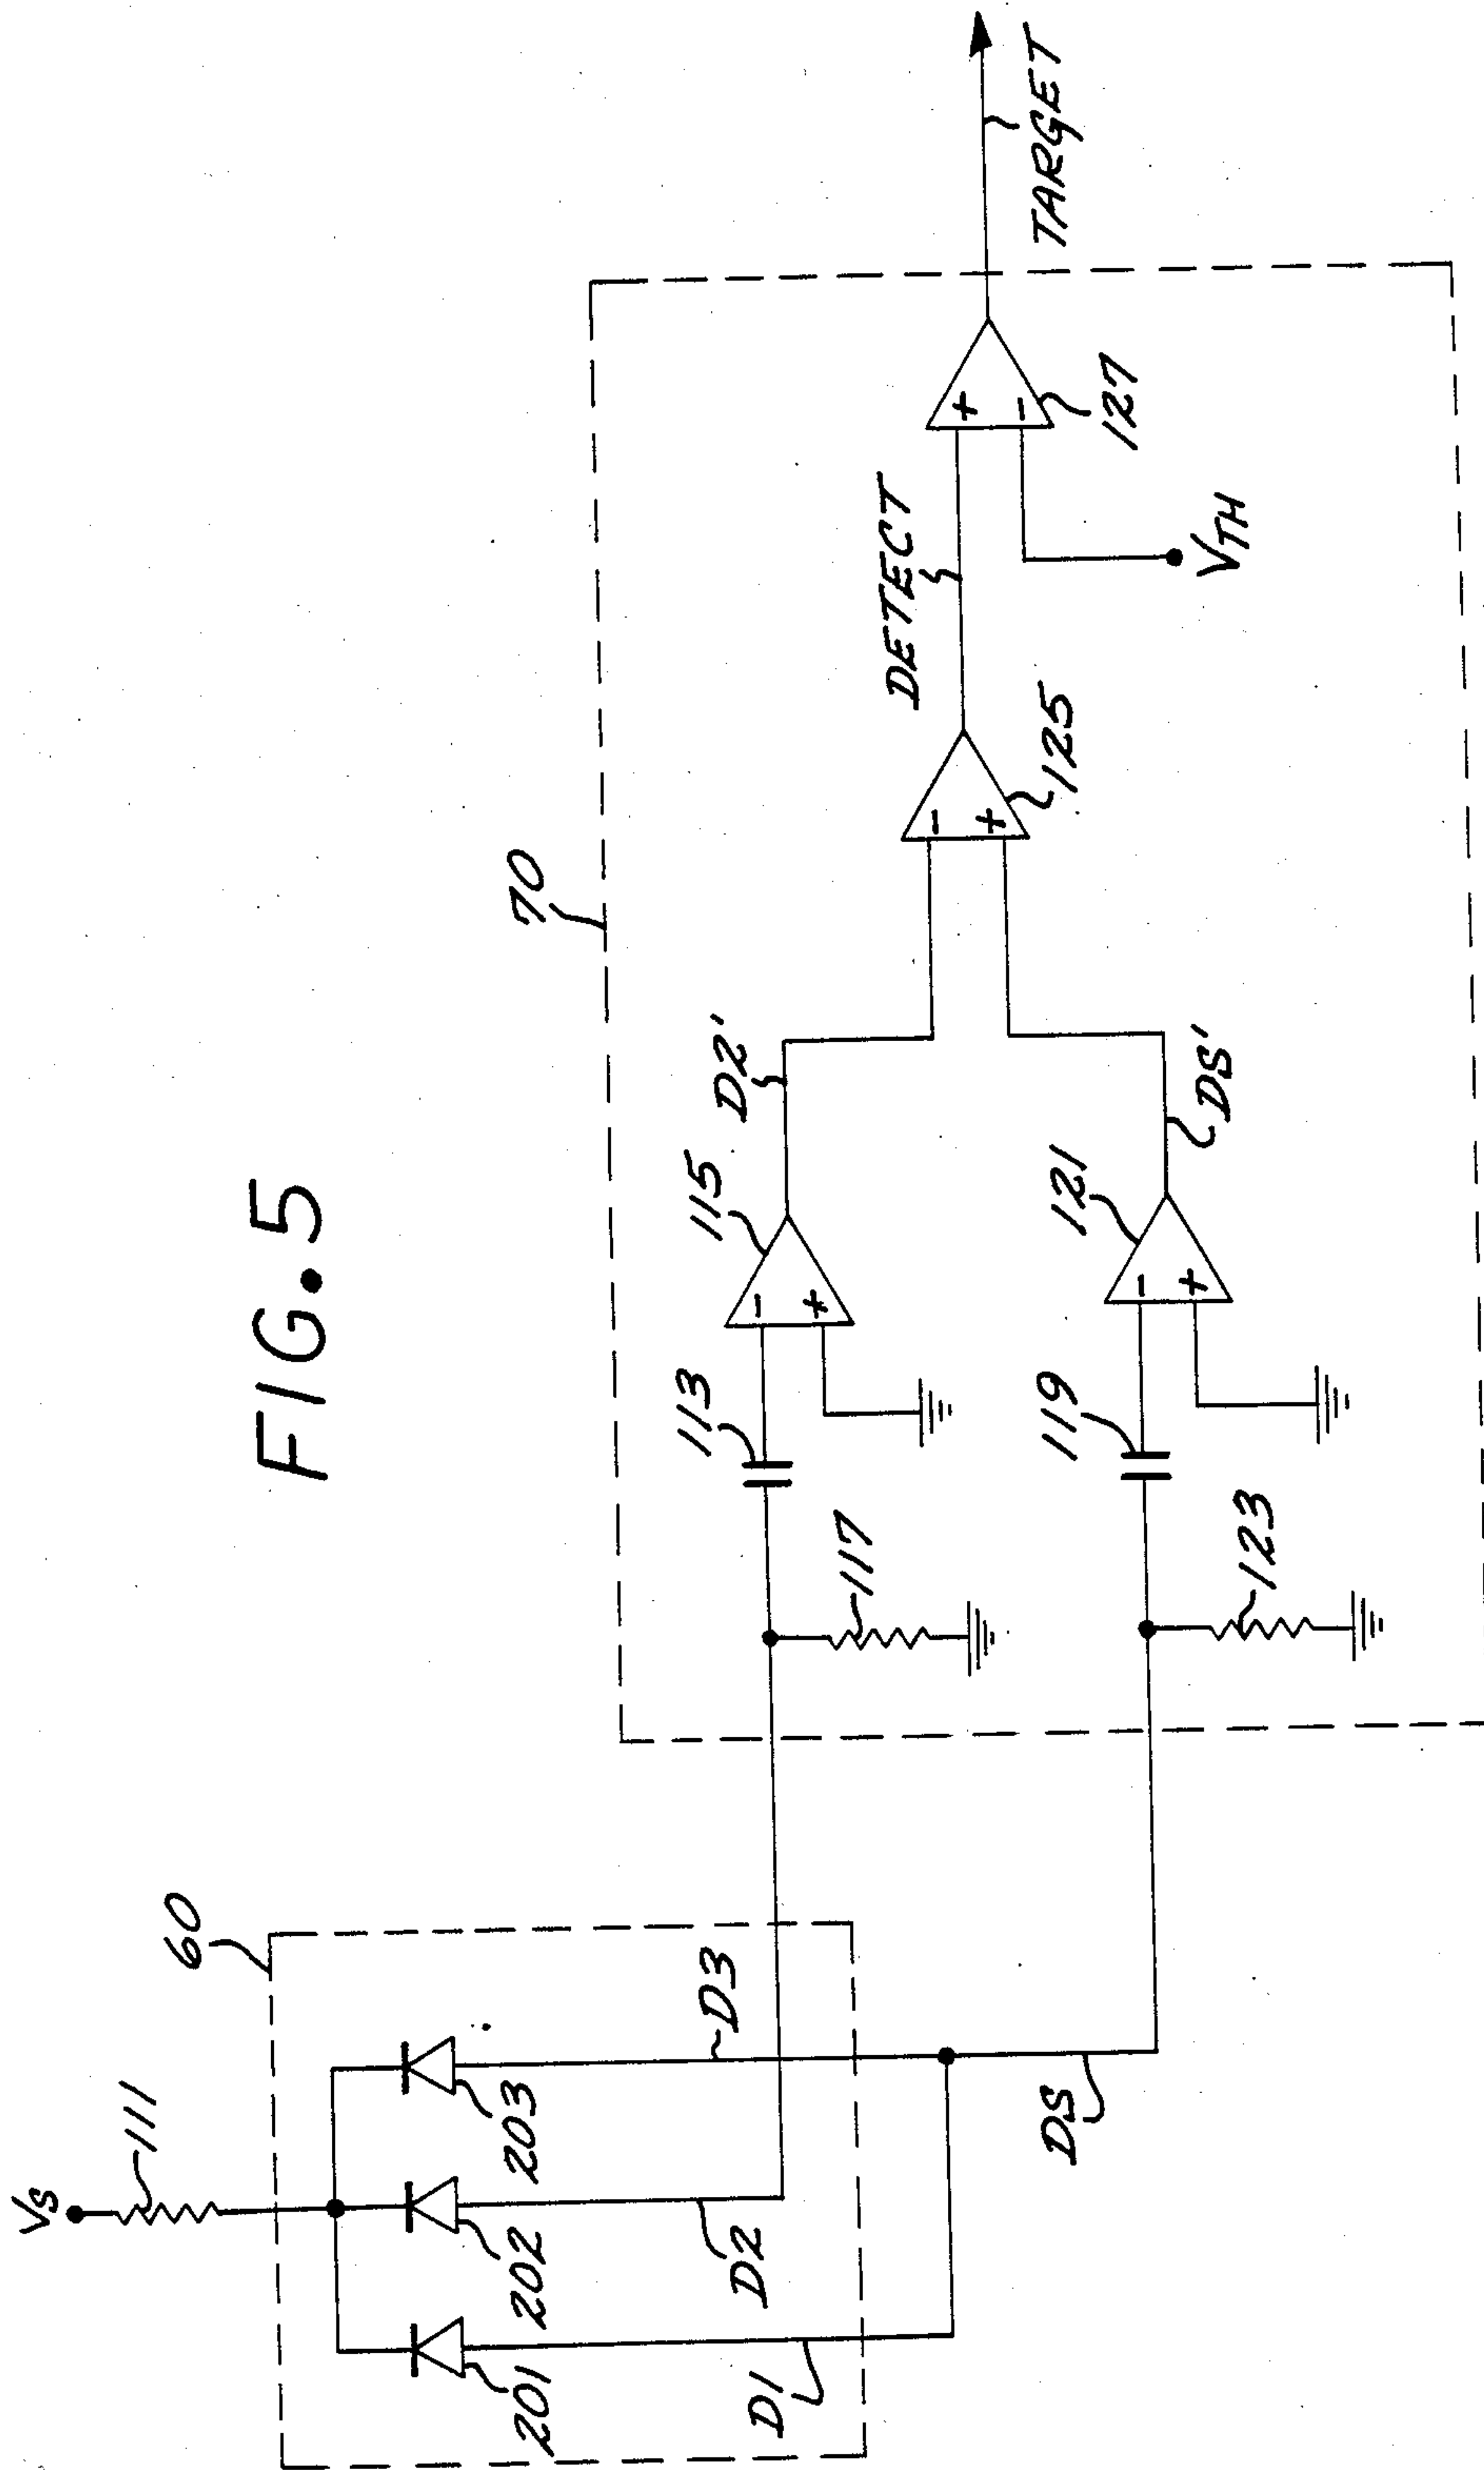 FIG. 5
VS
111
60
201
202
203
D1
D2
D3
DS
70
113
115
D2'
117
119
121
DS'
123
DETECT
125
127
VTH
TARGET